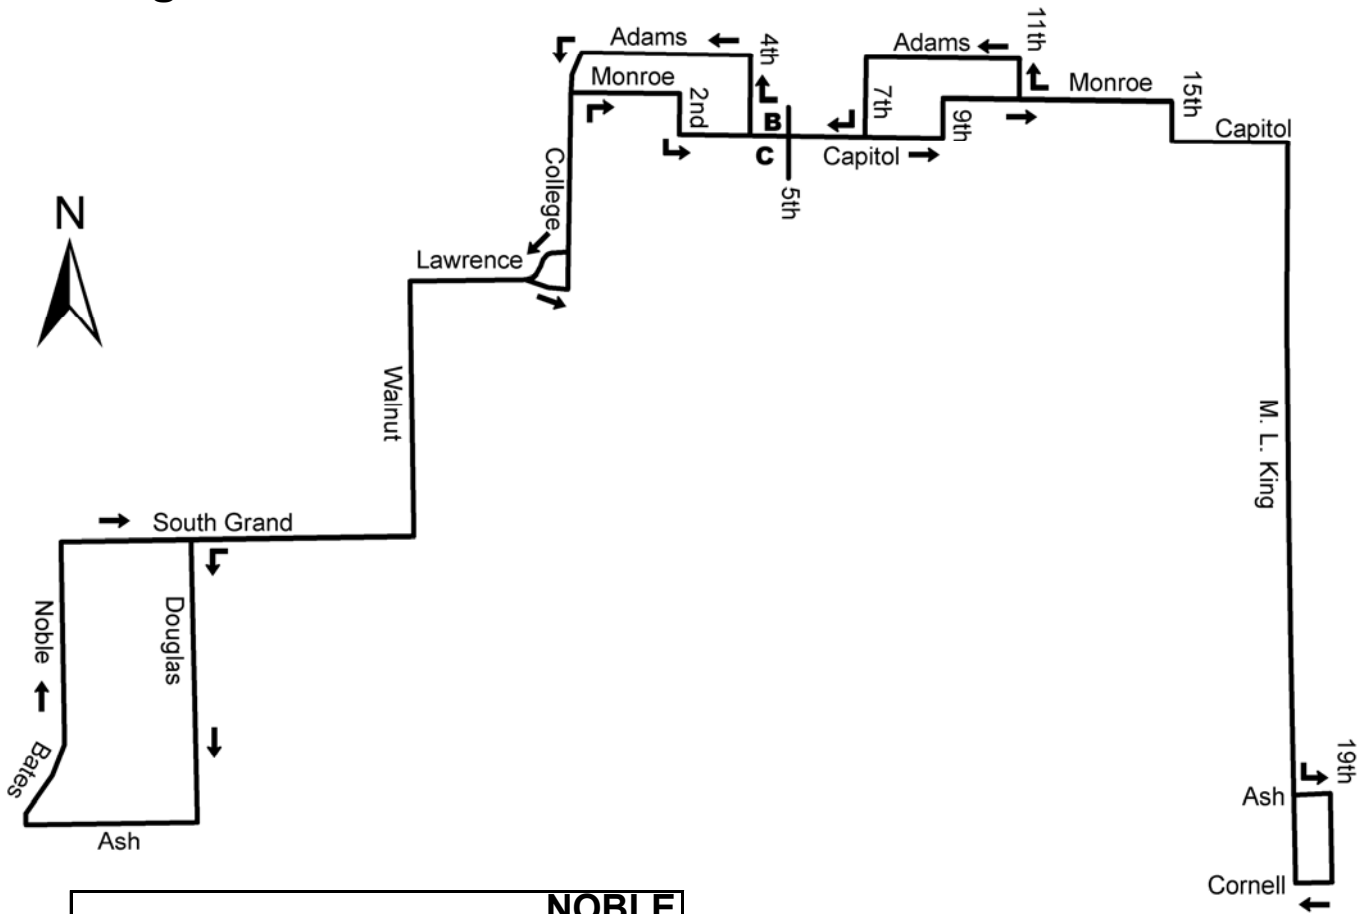 Adams
4th
Adams
11th
Monroe
2nd
B
7th
9th
Monroe
15th
Capitol
C
Capitol
5th
College
N
Lawrence
Walnut
M. L. King
South Grand
Noble
Douglas
Bates
Ash
19th
Ash
Cornell
NOBLE